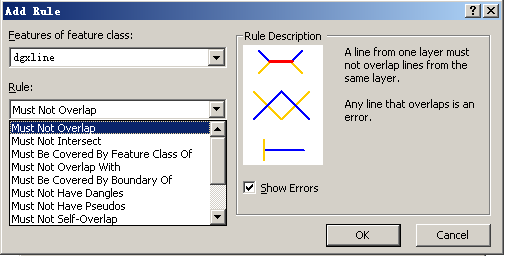 Add Rule
Features of feature class:
dgxline
Rule:
Must Not Overlap
Must Not Overlap
Must Not Intersect
Must Be Covered By Feature Class Of
Must Not Overlap With
Must Be Covered By Boundary Of
Must Not Have Dangles
Must Not Have Pseudos
Must Not Self-Overlap
Rule Description
A line from one layer must
not overlap lines from the
same layer.
Any line that overlaps is an
error.
Show Errors
OK
Cancel